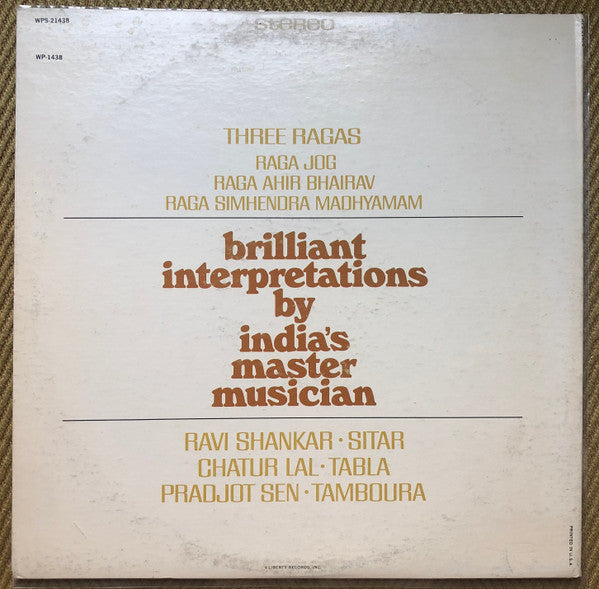 WPS-21438
stereo
WP-1438
THREE RAGAS
RAGA JOG
RAGA AHIR BHAIRAV
RAGA SIMHENDRA MADHYAMAM
brilliant
interpretations
by
india's
master
musician
RAVI SHANKAR · SITAR
CHATUR LAL · TABLA
PRADJOT SEN · TAMBOURA
LIBERTY RECORDS, INC.
PRINTED IN U.S.A.